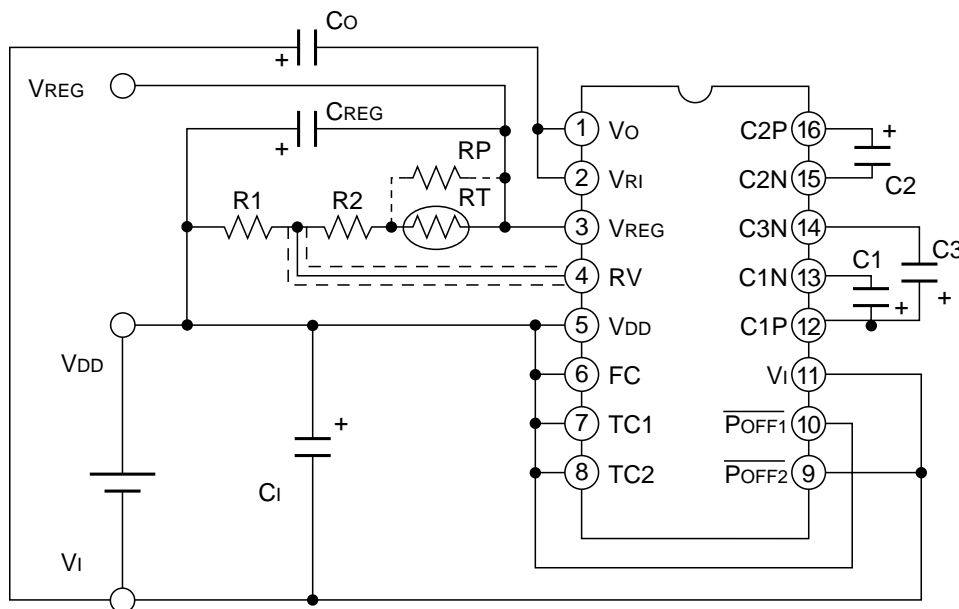 CO
+
VREG
CREG
+
RP
R1
R2
RT
1
VO
C2P
16
+
2
VRI
C2N
15
C2
3
VREG
C3N
14
4
RV
C1N
13
C1
C3
+
+
5
VDD
C1P
12
VDD
6
FC
VI
11
+
7
TC1
POFF1
10
8
TC2
POFF2
9
CI
VI